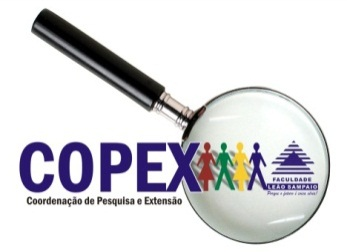 COPEX
Coordenação de Pesquisa e Extensão
FACULDADE
LEÃO SAMPAIO